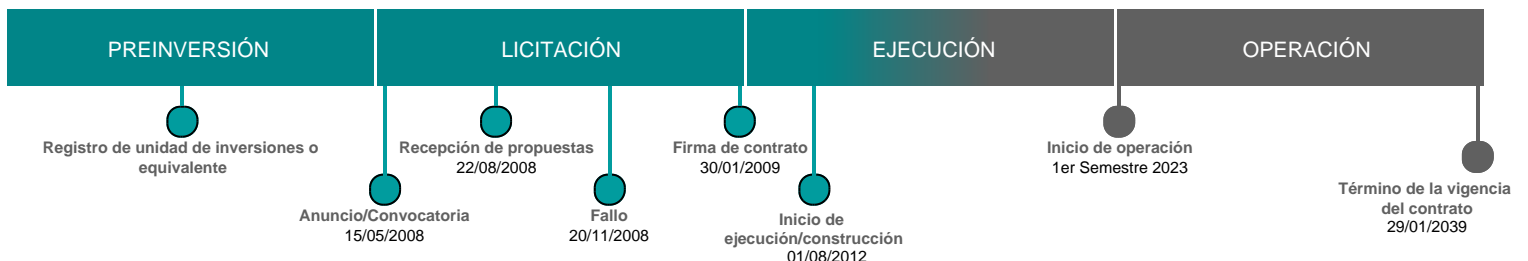 PREINVERSIÓN
LICITACIÓN
EJECUCIÓN
OPERACIÓN
Registro de unidad de inversiones o
equivalente
Anuncio/Convocatoria
15/05/2008
Recepción de propuestas
22/08/2008
Fallo
20/11/2008
Firma de contrato
30/01/2009
Inicio de
ejecución/construcción
01/08/2012
Inicio de operación
1er Semestre 2023
Término de la vigencia
del contrato
29/01/2039